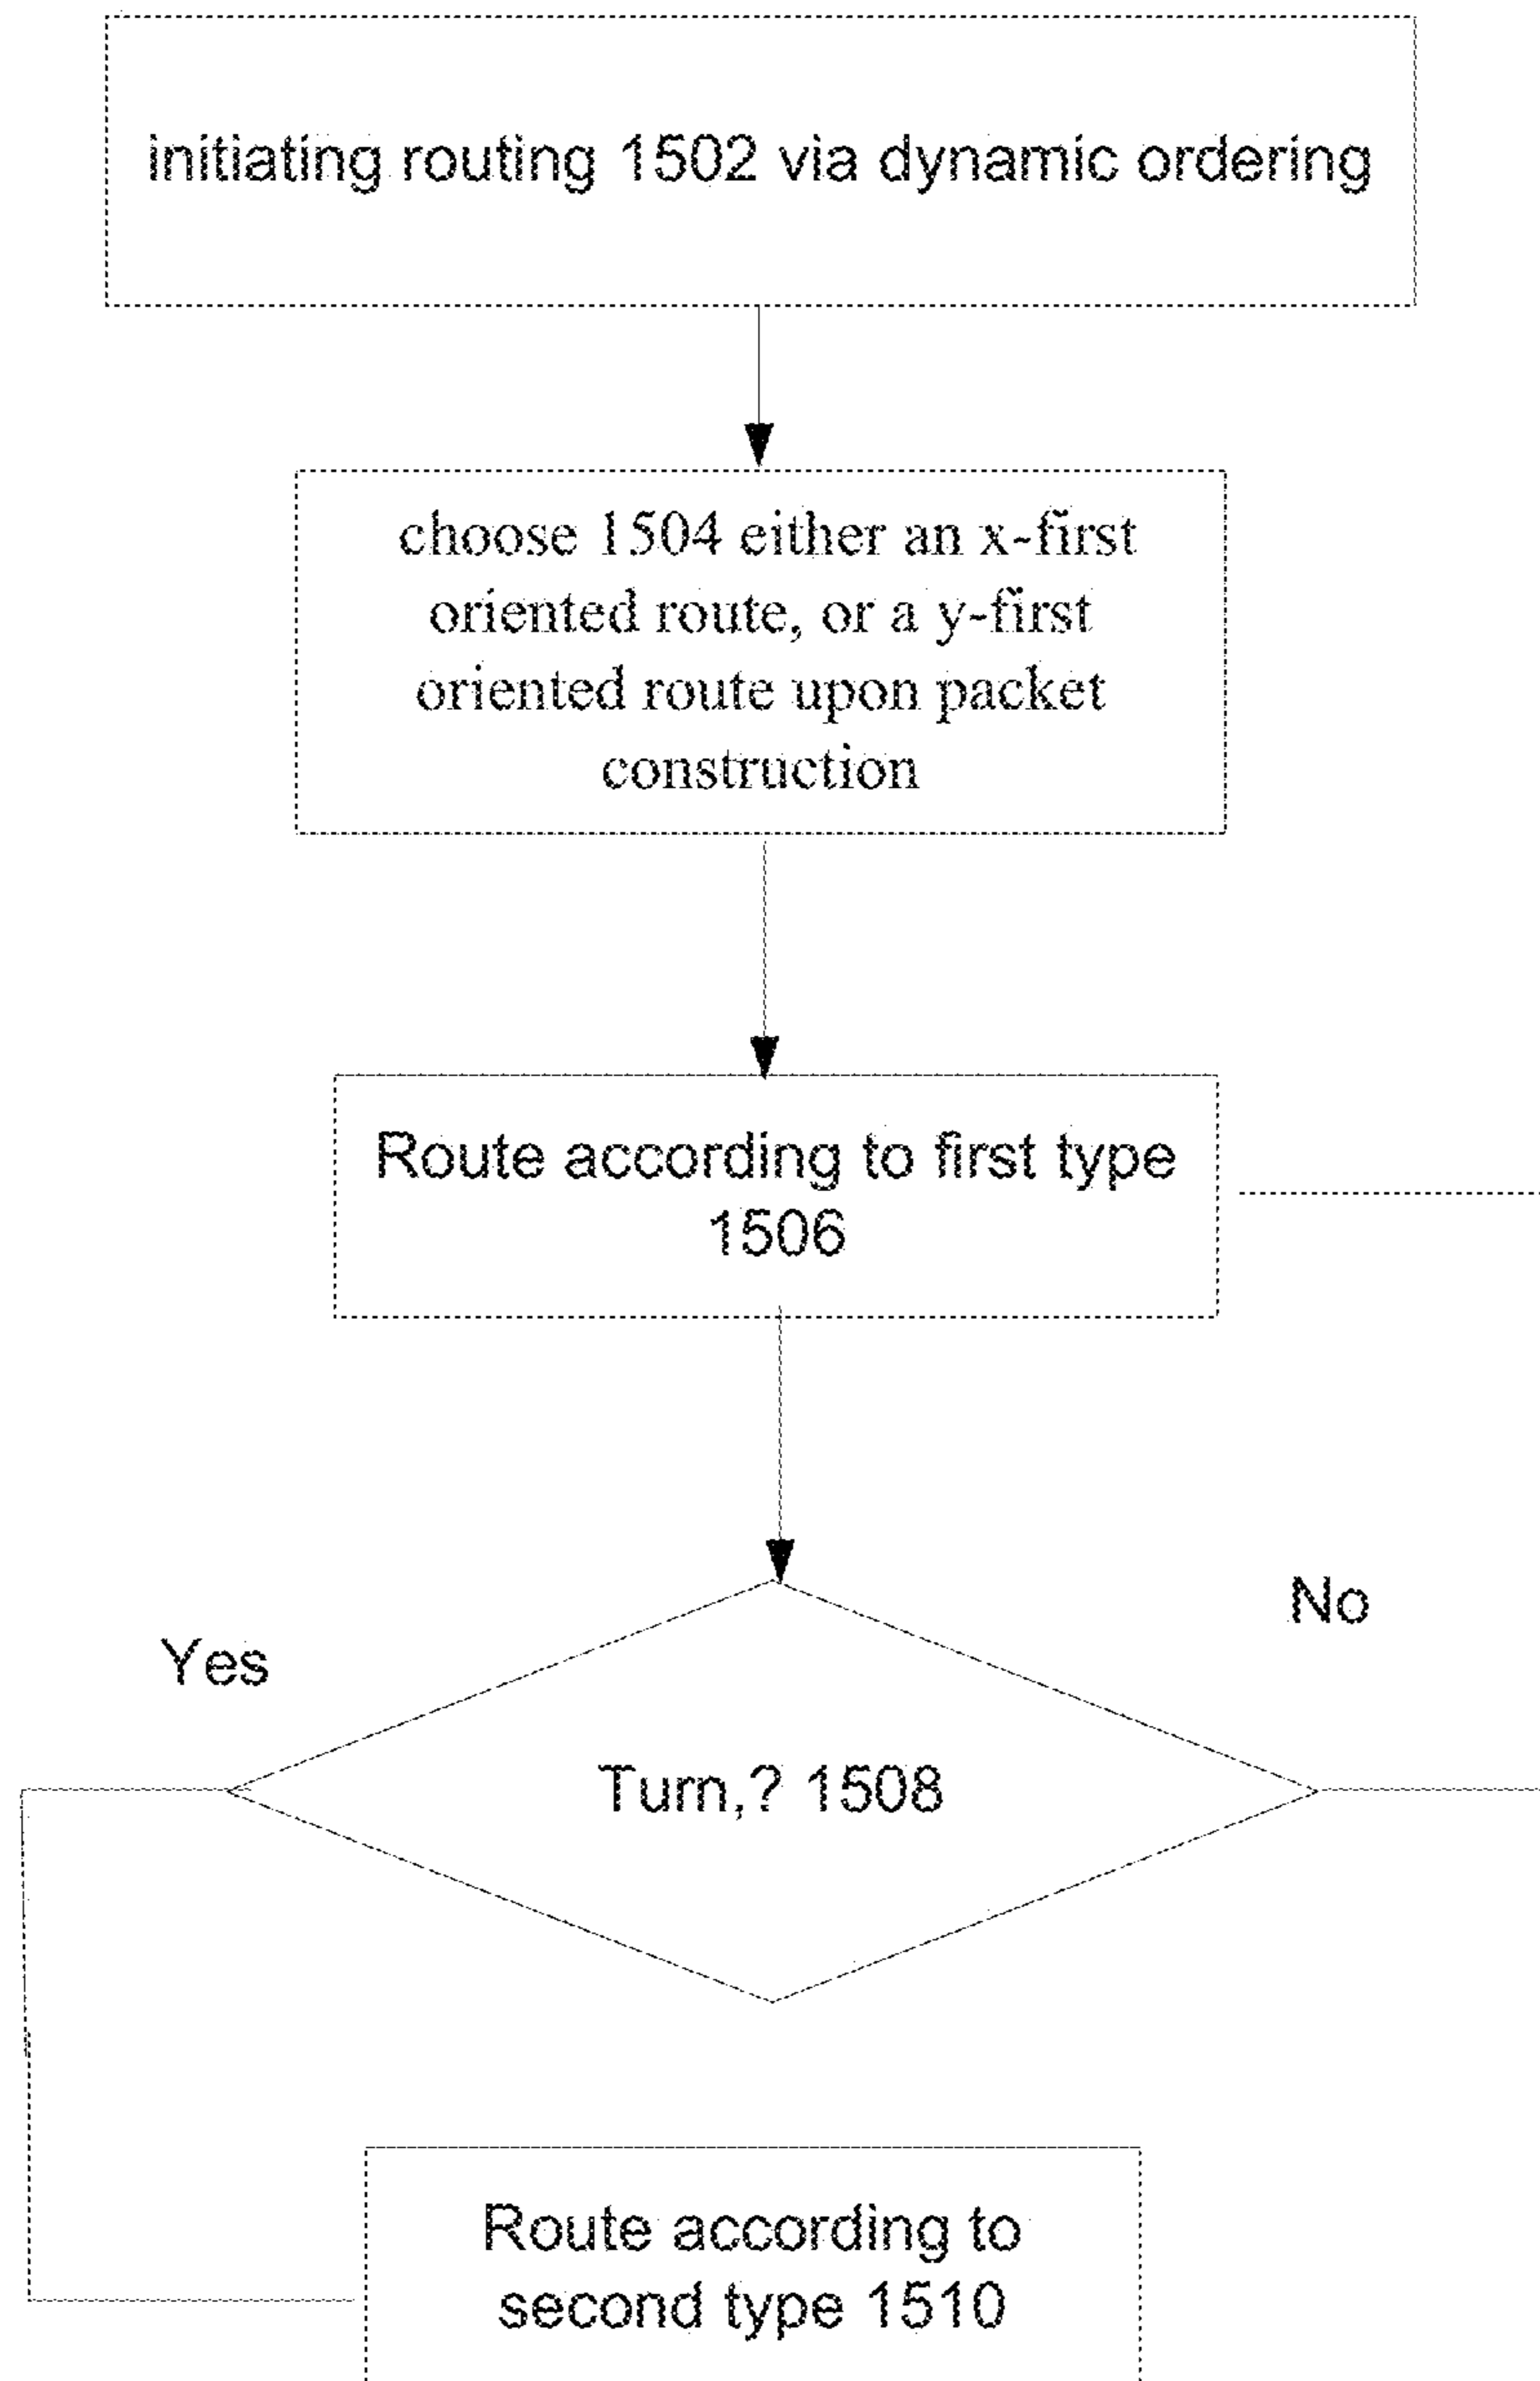 initiating routing 1502 via dynamic ordering
choose 1504 either an x-first
oriented route, or a y-first
oriented route upon packet
construction
Route according to first type
1506
No
Yes
Turn,? 1508
Route according to
second type 1510